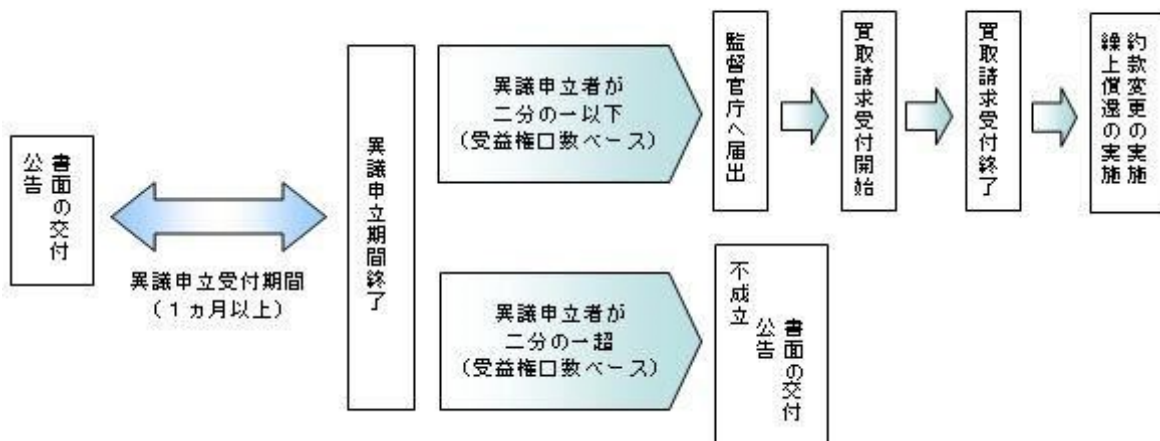 書面の交付
公告
異議申立受付期間
（１ヵ月以上）
異議申立期間終了
異議申立者が
二分の一以下
（受益権口数ベース）
監督官庁へ届出
買取請求受付開始
買取請求受付終了
約款変更の実施
繰上償還の実施
異議申立者が
二分の一超
（受益権口数ベース）
不成立
書面の交付
公告